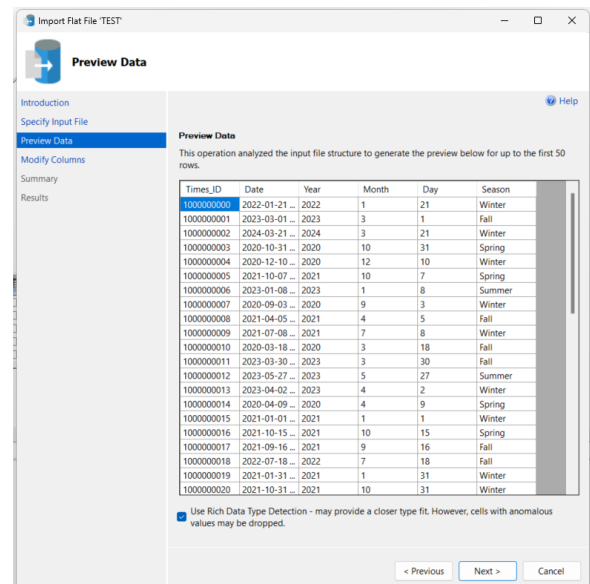 Import Flat File 'TEST'
Preview Data
Help
Introduction
Specify Input File
Preview Data
Modify Columns
Summary
Results
Preview Data
This operation analyzed the input file structure to generate the preview below for up to the first 50
rows.
Times_ID Date Year Month Day Season
1000000000 2022-01-21 ... 2022 1 21 Winter
1000000001 2023-03-01 ... 2023 3 1 Fall
1000000002 2024-03-21 ... 2024 3 21 Winter
1000000003 2020-10-31 ... 2020 10 31 Spring
1000000004 2020-12-10 ... 2020 12 10 Winter
1000000005 2021-10-07 ... 2021 10 7 Spring
1000000006 2023-01-08 ... 2023 1 8 Summer
1000000007 2020-09-03 ... 2020 9 3 Winter
1000000008 2021-04-05 ... 2021 4 5 Fall
1000000009 2021-07-08 ... 2021 7 8 Winter
1000000010 2020-03-18 ... 2020 3 18 Fall
1000000011 2023-03-30 ... 2023 3 30 Fall
1000000012 2023-05-27 ... 2023 5 27 Summer
1000000013 2023-04-02 ... 2023 4 2 Winter
1000000014 2020-04-09 ... 2020 4 9 Spring
1000000015 2021-01-01 ... 2021 1 1 Winter
1000000016 2021-10-15 ... 2021 10 15 Spring
1000000017 2021-09-16 ... 2021 9 16 Fall
1000000018 2022-07-18 ... 2022 7 18 Fall
1000000019 2021-01-31 ... 2021 1 31 Winter
1000000020 2021-10-31 ... 2021 10 31 Winter
Use Rich Data Type Detection - may provide a closer type fit. However, cells with anomalous
values may be dropped.
< Previous Next > Cancel